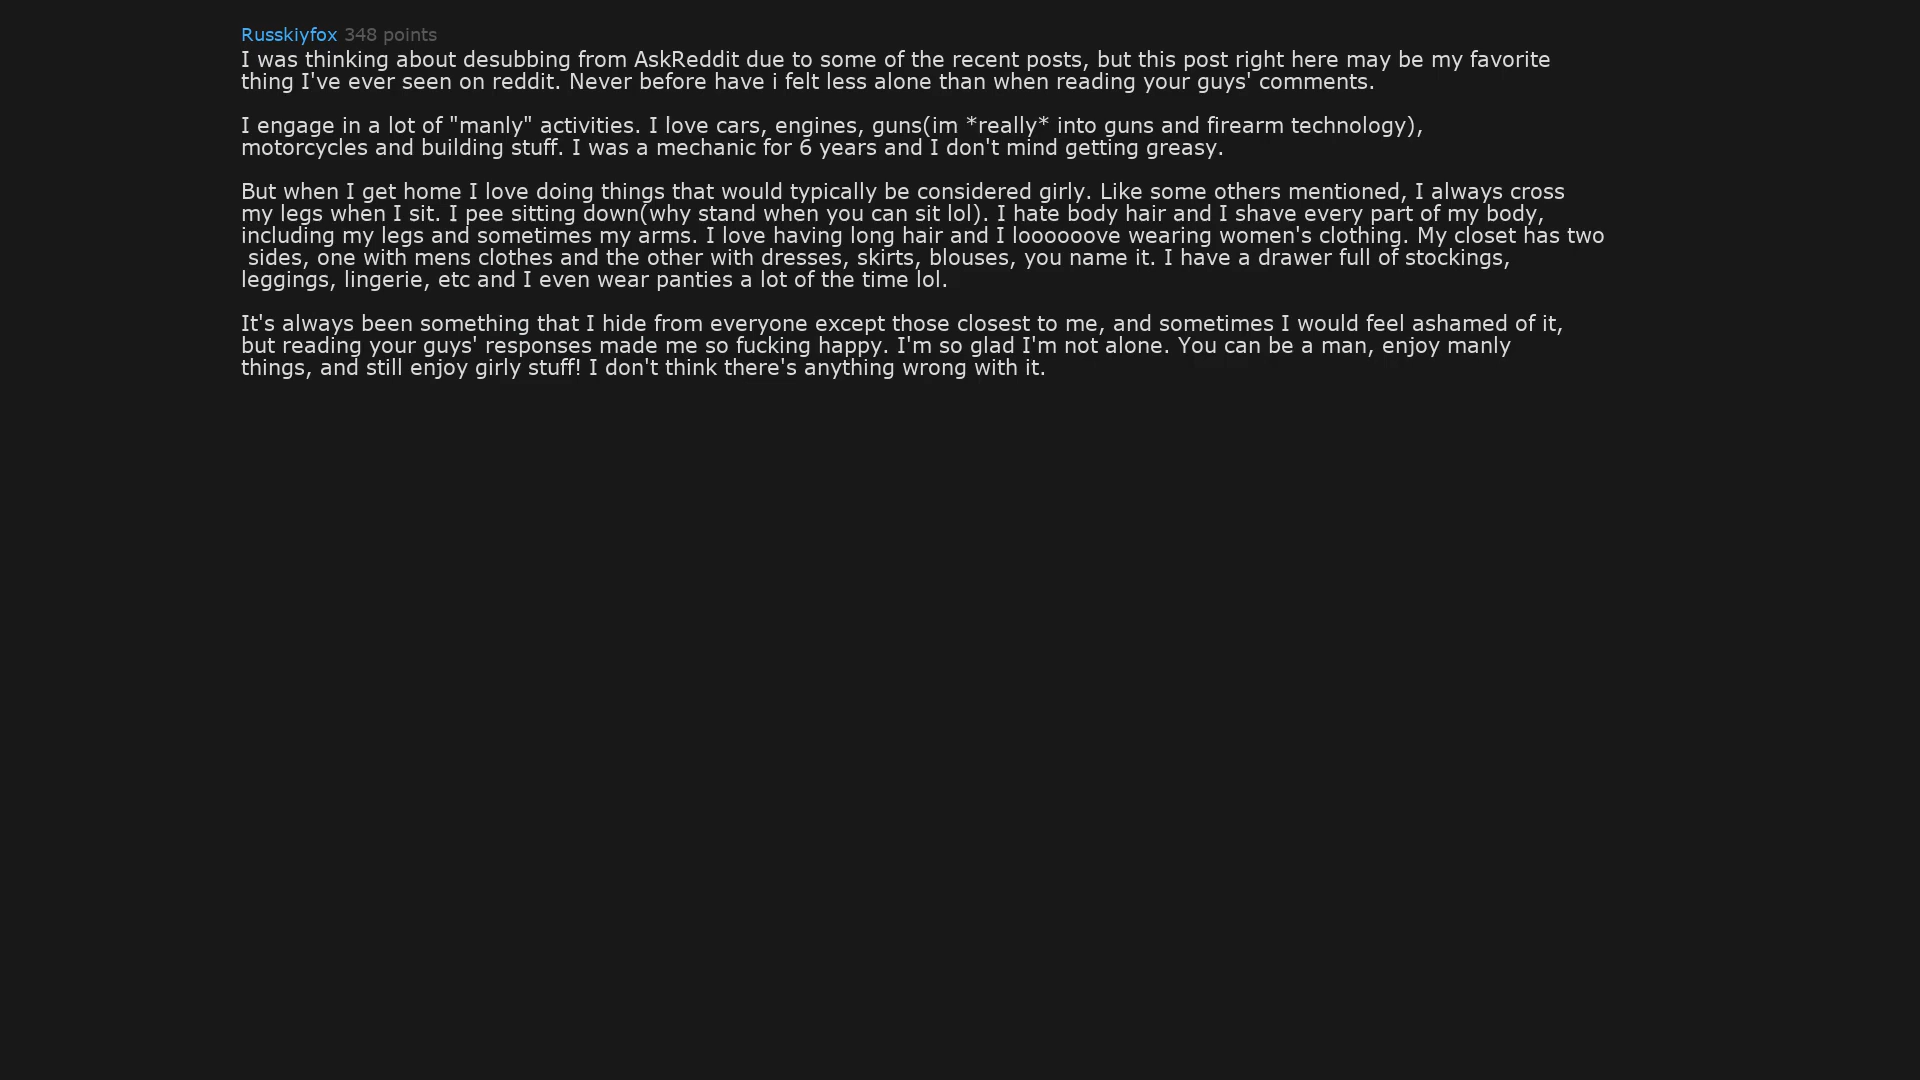 Russkiyfox 348 points
I was thinking about desubbing from AskReddit due to some of the recent posts, but this post right here may be my favorite
thing I've ever seen on reddit. Never before have i felt less alone than when reading your guys' comments.
I engage in a lot of "manly" activities. I love cars, engines, guns(im *really* into guns and firearm technology),
motorcycles and building stuff. I was a mechanic for 6 years and I don't mind getting greasy.
But when I get home I love doing things that would typically be considered girly. Like some others mentioned, I always cross
my legs when I sit. I pee sitting down(why stand when you can sit lol). I hate body hair and I shave every part of my body,
including my legs and sometimes my arms. I love having long hair and I loooooove wearing women's clothing. My closet has two
sides, one with mens clothes and the other with dresses, skirts, blouses, you name it. I have a drawer full of stockings,
leggings, lingerie, etc and I even wear panties a lot of the time lol.
It's always been something that I hide from everyone except those closest to me, and sometimes I would feel ashamed of it,
but reading your guys' responses made me so fucking happy. I'm so glad I'm not alone. You can be a man, enjoy manly
things, and still enjoy girly stuff! I don't think there's anything wrong with it.